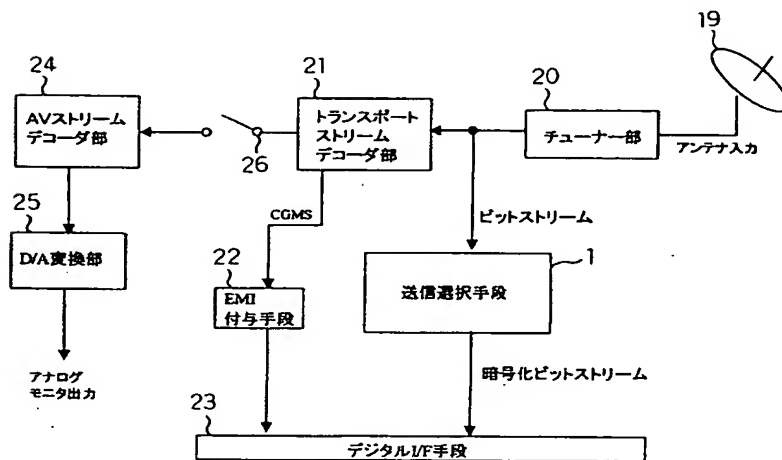 19
24
AVストリーム
デコーダ部
21
トランスポート
ストリーム
デコーダ部
26
20
チューナー部
アンテナ入力
25
D/A変換部
CGMS
ビットストリーム
22
EMI
付与手段
1
送信選択手段
アナログ
モニタ出力
暗号化ビットストリーム
23
デジタルI/F手段